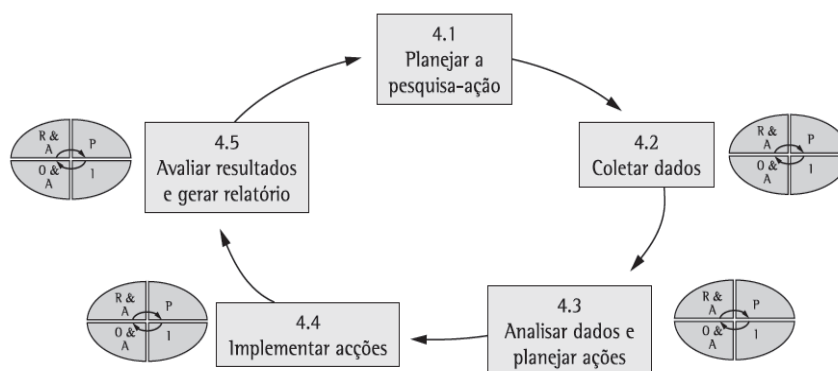 4.1
Planejar a
pesquisa-ação
4.2
Coletar dados
R &
A
P
O &
A
I
4.3
Analisar dados e
planejar ações
R &
A
P
O &
A
I
4.4
Implementar acções
R &
A
P
O &
A
I
4.5
Avaliar resultados
e gerar relatório
R &
A
P
O &
A
I